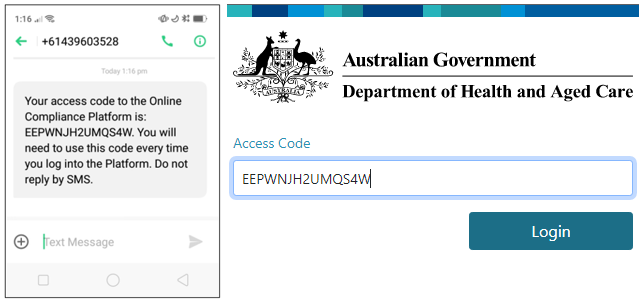 1:16
+61439603528
Today 1:16 pm
Your access code to the Online
Compliance Platform is:
EEPWNJH2UMQS4W. You will
need to use this code every time
you log into the Platform. Do not
reply by SMS.
Text Message
AUSTRALIA
Australian Government
Department of Health and Aged Care
Access Code
EEPWNJH2UMQS4W
Login